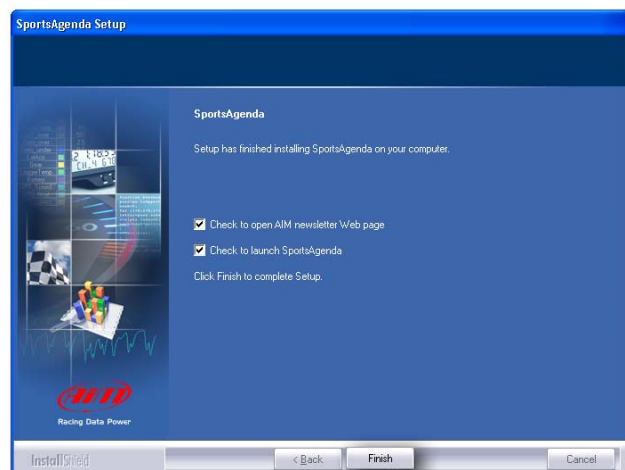 SportsAgenda Setup
SportsAgenda
Setup has finished installing SportsAgenda on your computer.
Check to open AIM newsletter Web page
Check to launch SportsAgenda
Click Finish to complete Setup.
AIM
Racing Data Power
InstallShield
< Back
Finish
Cancel